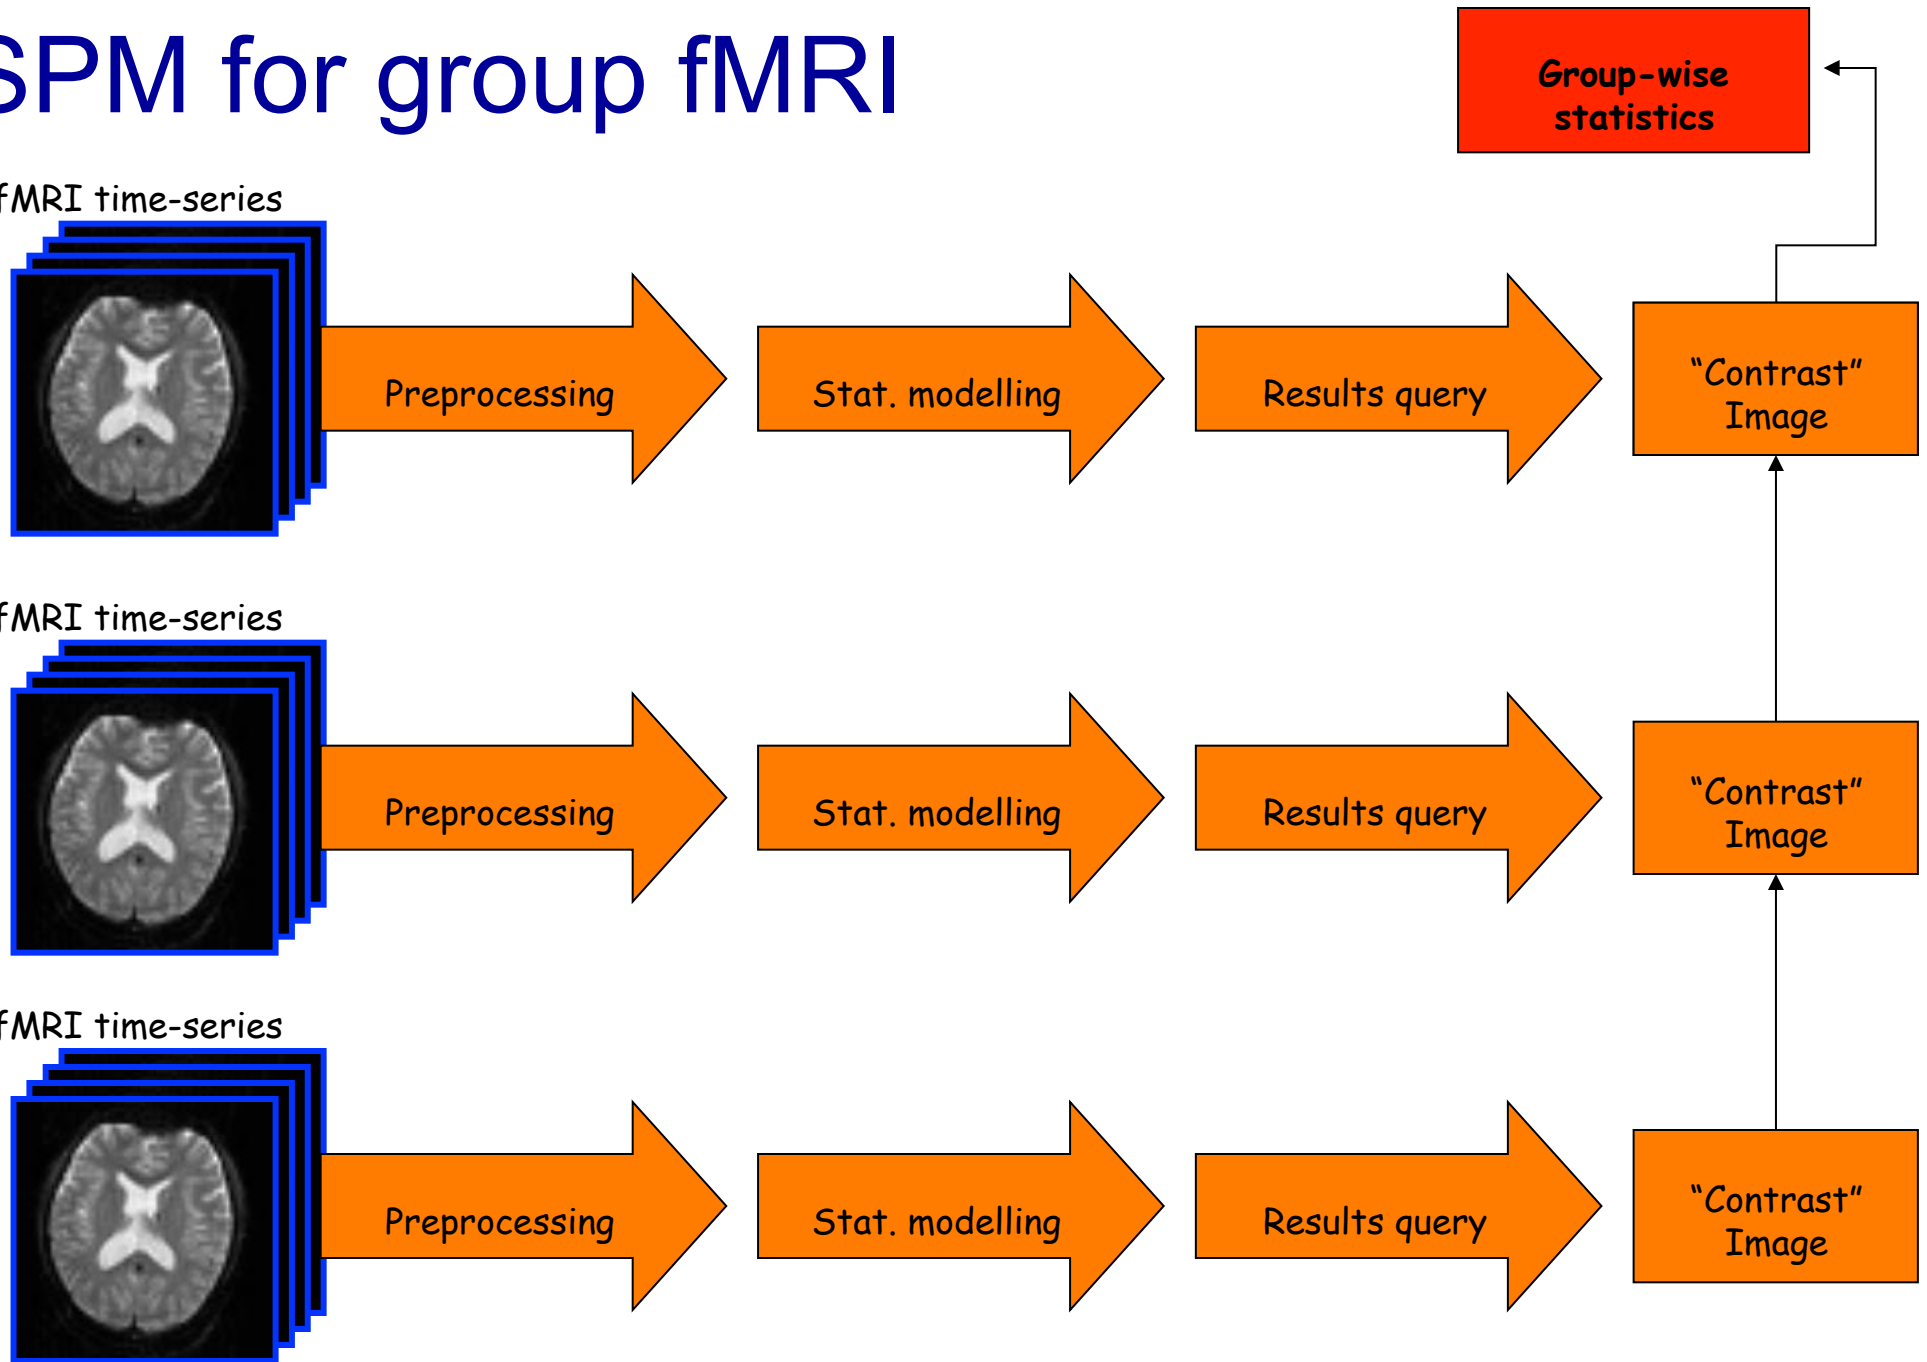 SPM for group fMRI
Group-wise
statistics
fMRI time-series
Preprocessing
Stat. modelling
Results query
“Contrast”
Image
fMRI time-series
Preprocessing
Stat. modelling
Results query
“Contrast”
Image
fMRI time-series
Preprocessing
Stat. modelling
Results query
“Contrast”
Image